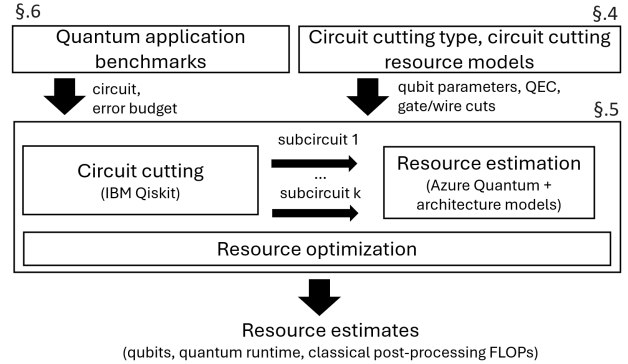 §.6
§.4
Quantum application
benchmarks
Circuit cutting type, circuit cutting
resource models
circuit,
error budget
qubit parameters, QEC,
gate/wire cuts
§.5
subcircuit 1
...
subcircuit k
Circuit cutting
(IBM Qiskit)
Resource estimation
(Azure Quantum +
architecture models)
Resource optimization
Resource estimates
(qubits, quantum runtime, classical post-processing FLOPs)